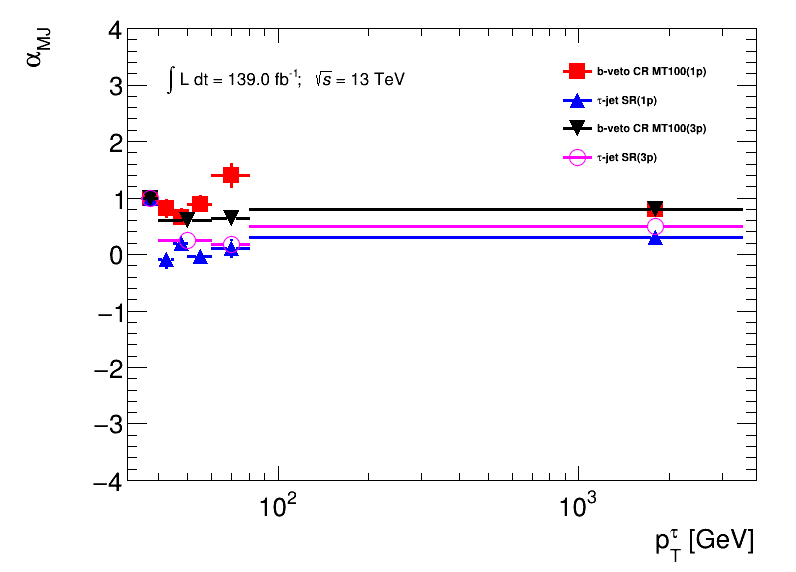 α_MJ
∫ L dt = 139.0 fb⁻¹; √s = 13 TeV
b-veto CR MT100(1p)
τ-jet SR(1p)
b-veto CR MT100(3p)
τ-jet SR(3p)
4
3
2
1
0
−1
−2
−3
−4
10² 10³
p_T^τ [GeV]